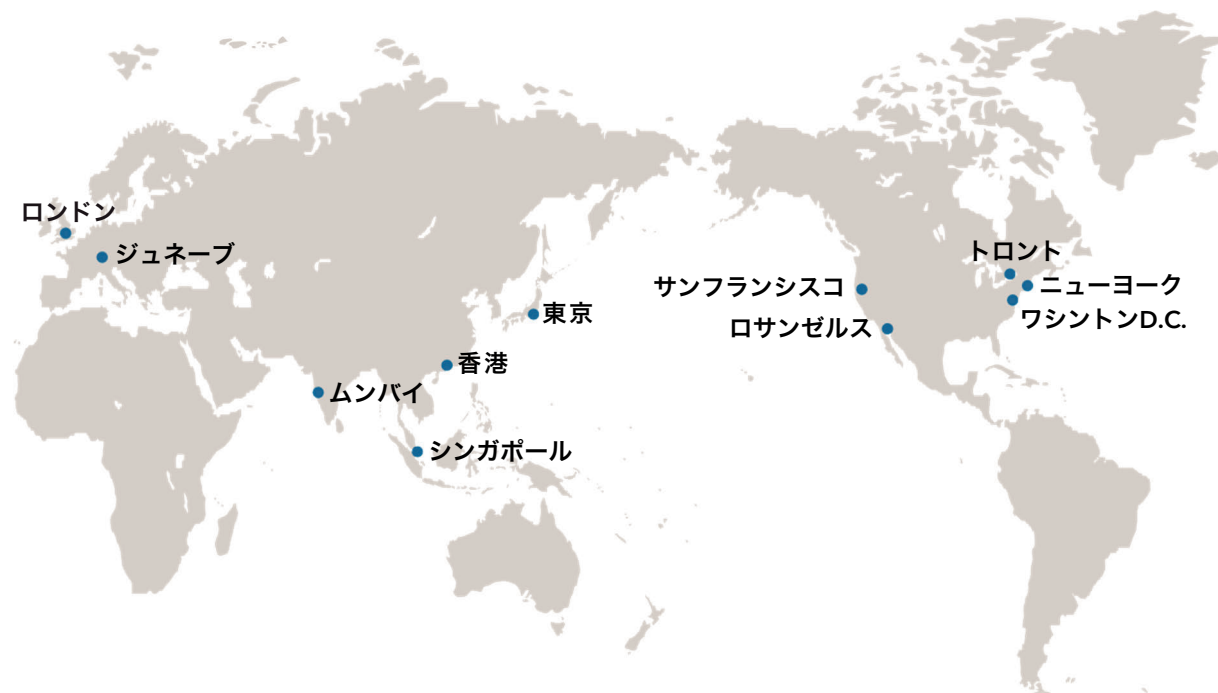 ロンドン
ジュネーブ
東京
香港
ムンバイ
シンガポール
サンフランシスコ
ロサンゼルス
トロント
ニューヨーク
ワシントンD.C.